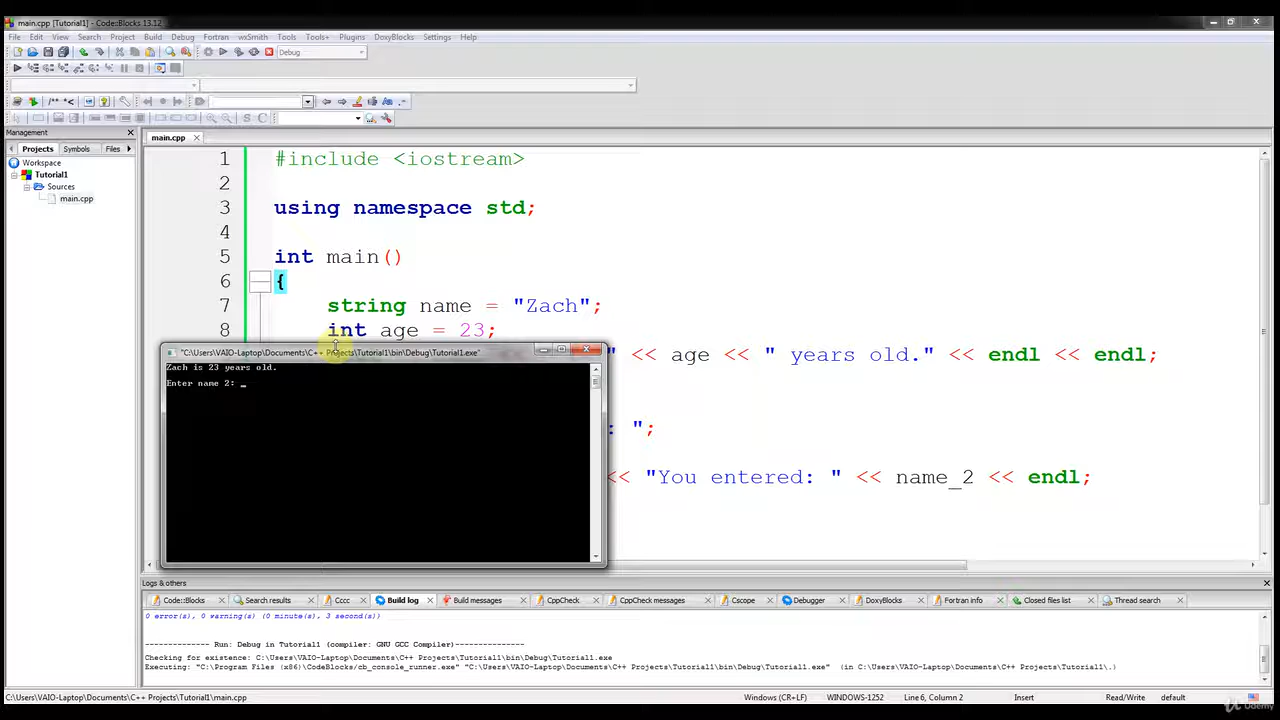 main.cpp [Tutorial1] - Code::Blocks 13.12
File Edit View Search Project Build Debug Fortran wxSmith Tools Tools+ Plugins DoxyBlocks Settings Help
Debug
Management
main.cpp
Projects Symbols Files
Workspace
Tutorial1
Sources
main.cpp
1 #include <iostream>
2
3 using namespace std;
4
5 int main()
6 {
7 string name = "Zach";
8 int age = 23;
" << age << " years old." << endl << endl;
: ";
<< "You entered: " << name_2 << endl;
"C:\Users\VAIO-Laptop\Documents\C++ Projects\Tutorial1\bin\Debug\Tutorial1.exe"
Zach is 23 years old.
Enter name 2: _
Logs & others
Code::Blocks Search results Cccc Build log Build messages CppCheck CppCheck messages Cscope Debugger DoxyBlocks Fortran info Closed files list Thread search
0 error(s), 0 warning(s) (0 minute(s), 3 second(s))
-------------- Run: Debug in Tutorial1 (compiler: GNU GCC Compiler)---------------
Checking for existence: C:\Users\VAIO-Laptop\Documents\C++ Projects\Tutorial1\bin\Debug\Tutorial1.exe
Executing: "C:\Program Files (x86)\CodeBlocks/cb_console_runner.exe" "C:\Users\VAIO-Laptop\Documents\C++ Projects\Tutorial1\bin\Debug\Tutorial1.exe" (in C:\Users\VAIO-Laptop\Documents\C++ Projects\Tutorial1\.)
C:\Users\VAIO-Laptop\Documents\C++ Projects\Tutorial1\main.cpp Windows (CR+LF) WINDOWS-1252 Line 6, Column 2 Insert Read/Write default
Udemy